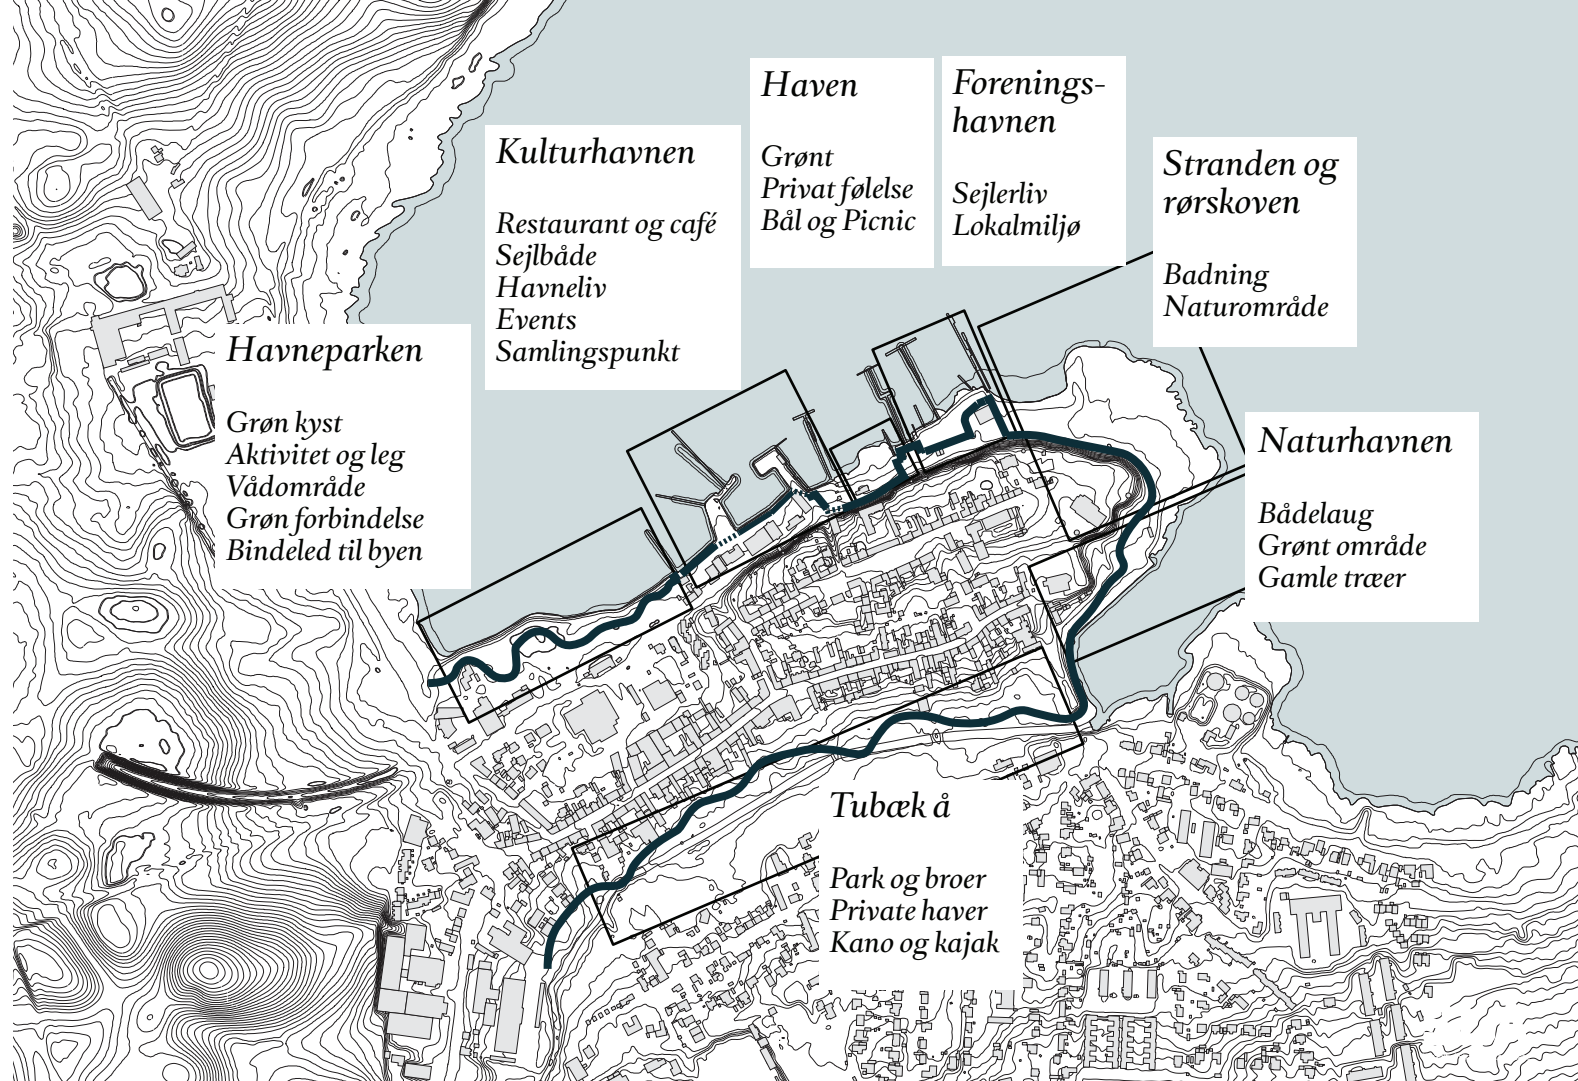 Haven
Grønt
Privat følelse
Bål og Picnic
Forenings-
havnen
Sejlerliv
Lokalmiljø
Kulturhavnen
Restaurant og café
Sejlbåde
Havneliv
Events
Samlingspunkt
Stranden og
rørskoven
Badning
Naturområde
Havneparken
Grøn kyst
Aktivitet og leg
Vådområde
Grøn forbindelse
Bindeled til byen
Naturhavnen
Bådelaug
Grønt område
Gamle træer
Tubæk å
Park og broer
Private haver
Kano og kajak